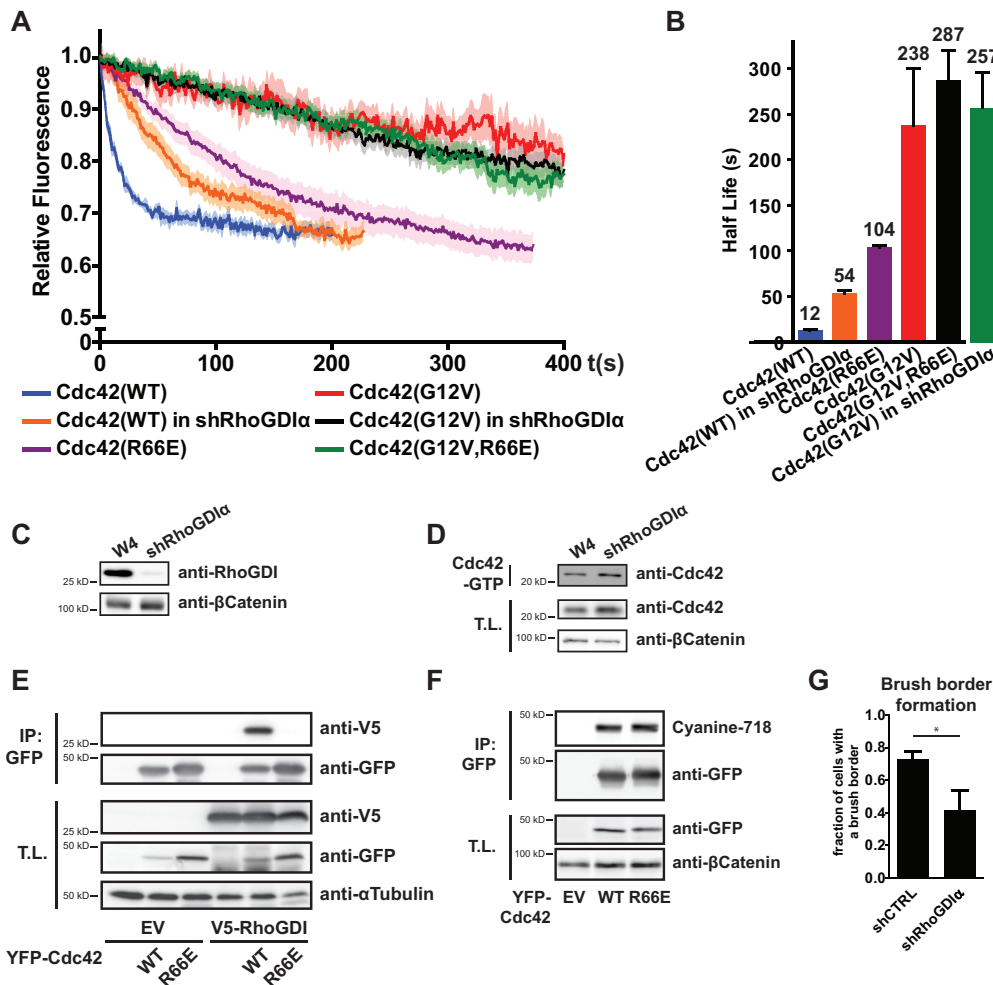 A
Relative Fluorescence
1.0
0.9
0.8
0.7
0.6
0.5
0
0 100 200 300 400 t(s)
Cdc42(WT)
Cdc42(WT) in shRhoGDIα
Cdc42(R66E)
Cdc42(G12V)
Cdc42(G12V) in shRhoGDIα
Cdc42(G12V,R66E)
B
Half Life (s)
300
250
200
150
100
50
0
12
54
104
238
287
257
Cdc42(WT)
Cdc42(WT) in shRhoGDIα
Cdc42(R66E)
Cdc42(G12V)
Cdc42(G12V,R66E)
Cdc42(G12V) in shRhoGDIα
C
W4 shRhoGDIα
25 kD anti-RhoGDI
100 kD anti-βCatenin
D
W4 shRhoGDIα
Cdc42
-GTP
20 kD anti-Cdc42
T.L.
20 kD anti-Cdc42
100 kD anti-βCatenin
E
IP:
GFP
25 kD anti-V5
50 kD anti-GFP
T.L.
25 kD anti-V5
50 kD anti-GFP
50 kD anti-αTubulin
EV V5-RhoGDI
YFP-Cdc42 WT R66E WT R66E
F
IP:
GFP
50 kD Cyanine-718
anti-GFP
T.L.
50 kD anti-GFP
100 kD anti-βCatenin
YFP-
Cdc42
EV WT R66E
G
Brush border
formation
fraction of cells with
a brush border
1.0
0.8
0.6
0.4
0.2
0.0
*
shCTRL
shRhoGDIα